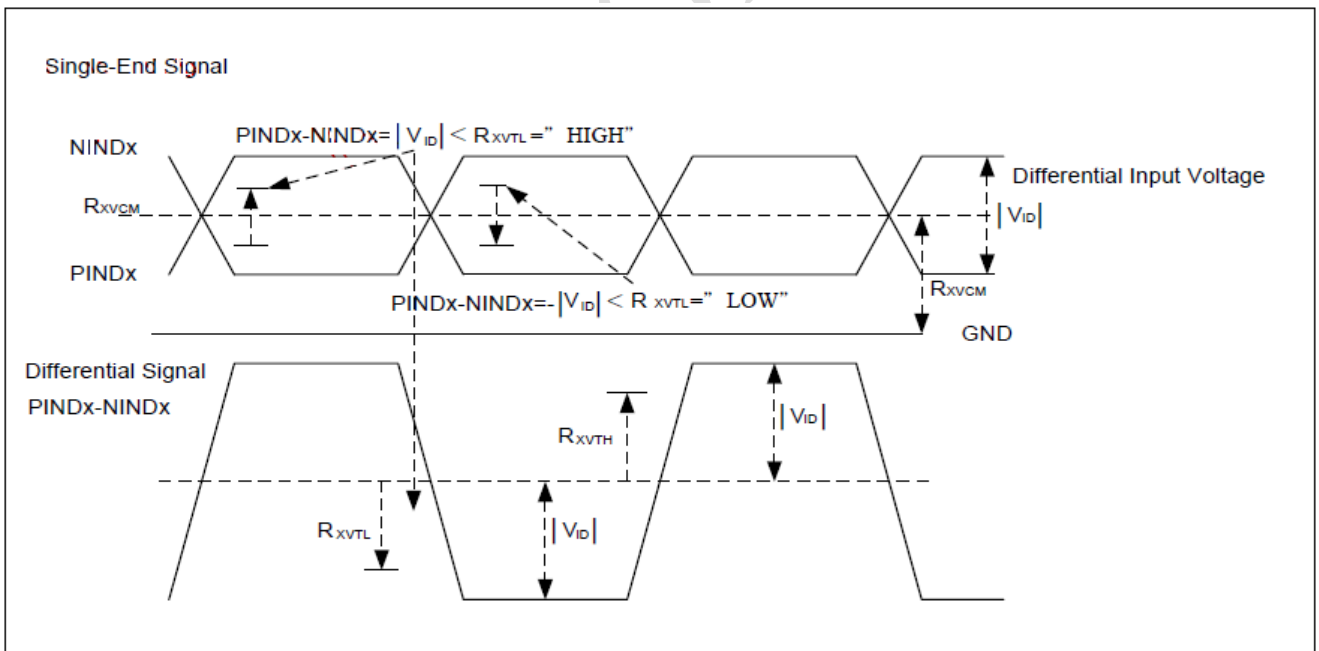 Single-End Signal
PINDx-NINDx=|VID|<RXVTL=” HIGH”
NINDx
Differential Input Voltage
RXVCM
|VID|
PINDx
RXVCM
PINDx-NINDx=-|VID|<R XVTL=” LOW”
GND
Differential Signal
PINDx-NINDx
|VID|
RXVTH
RXVTL
|VID|